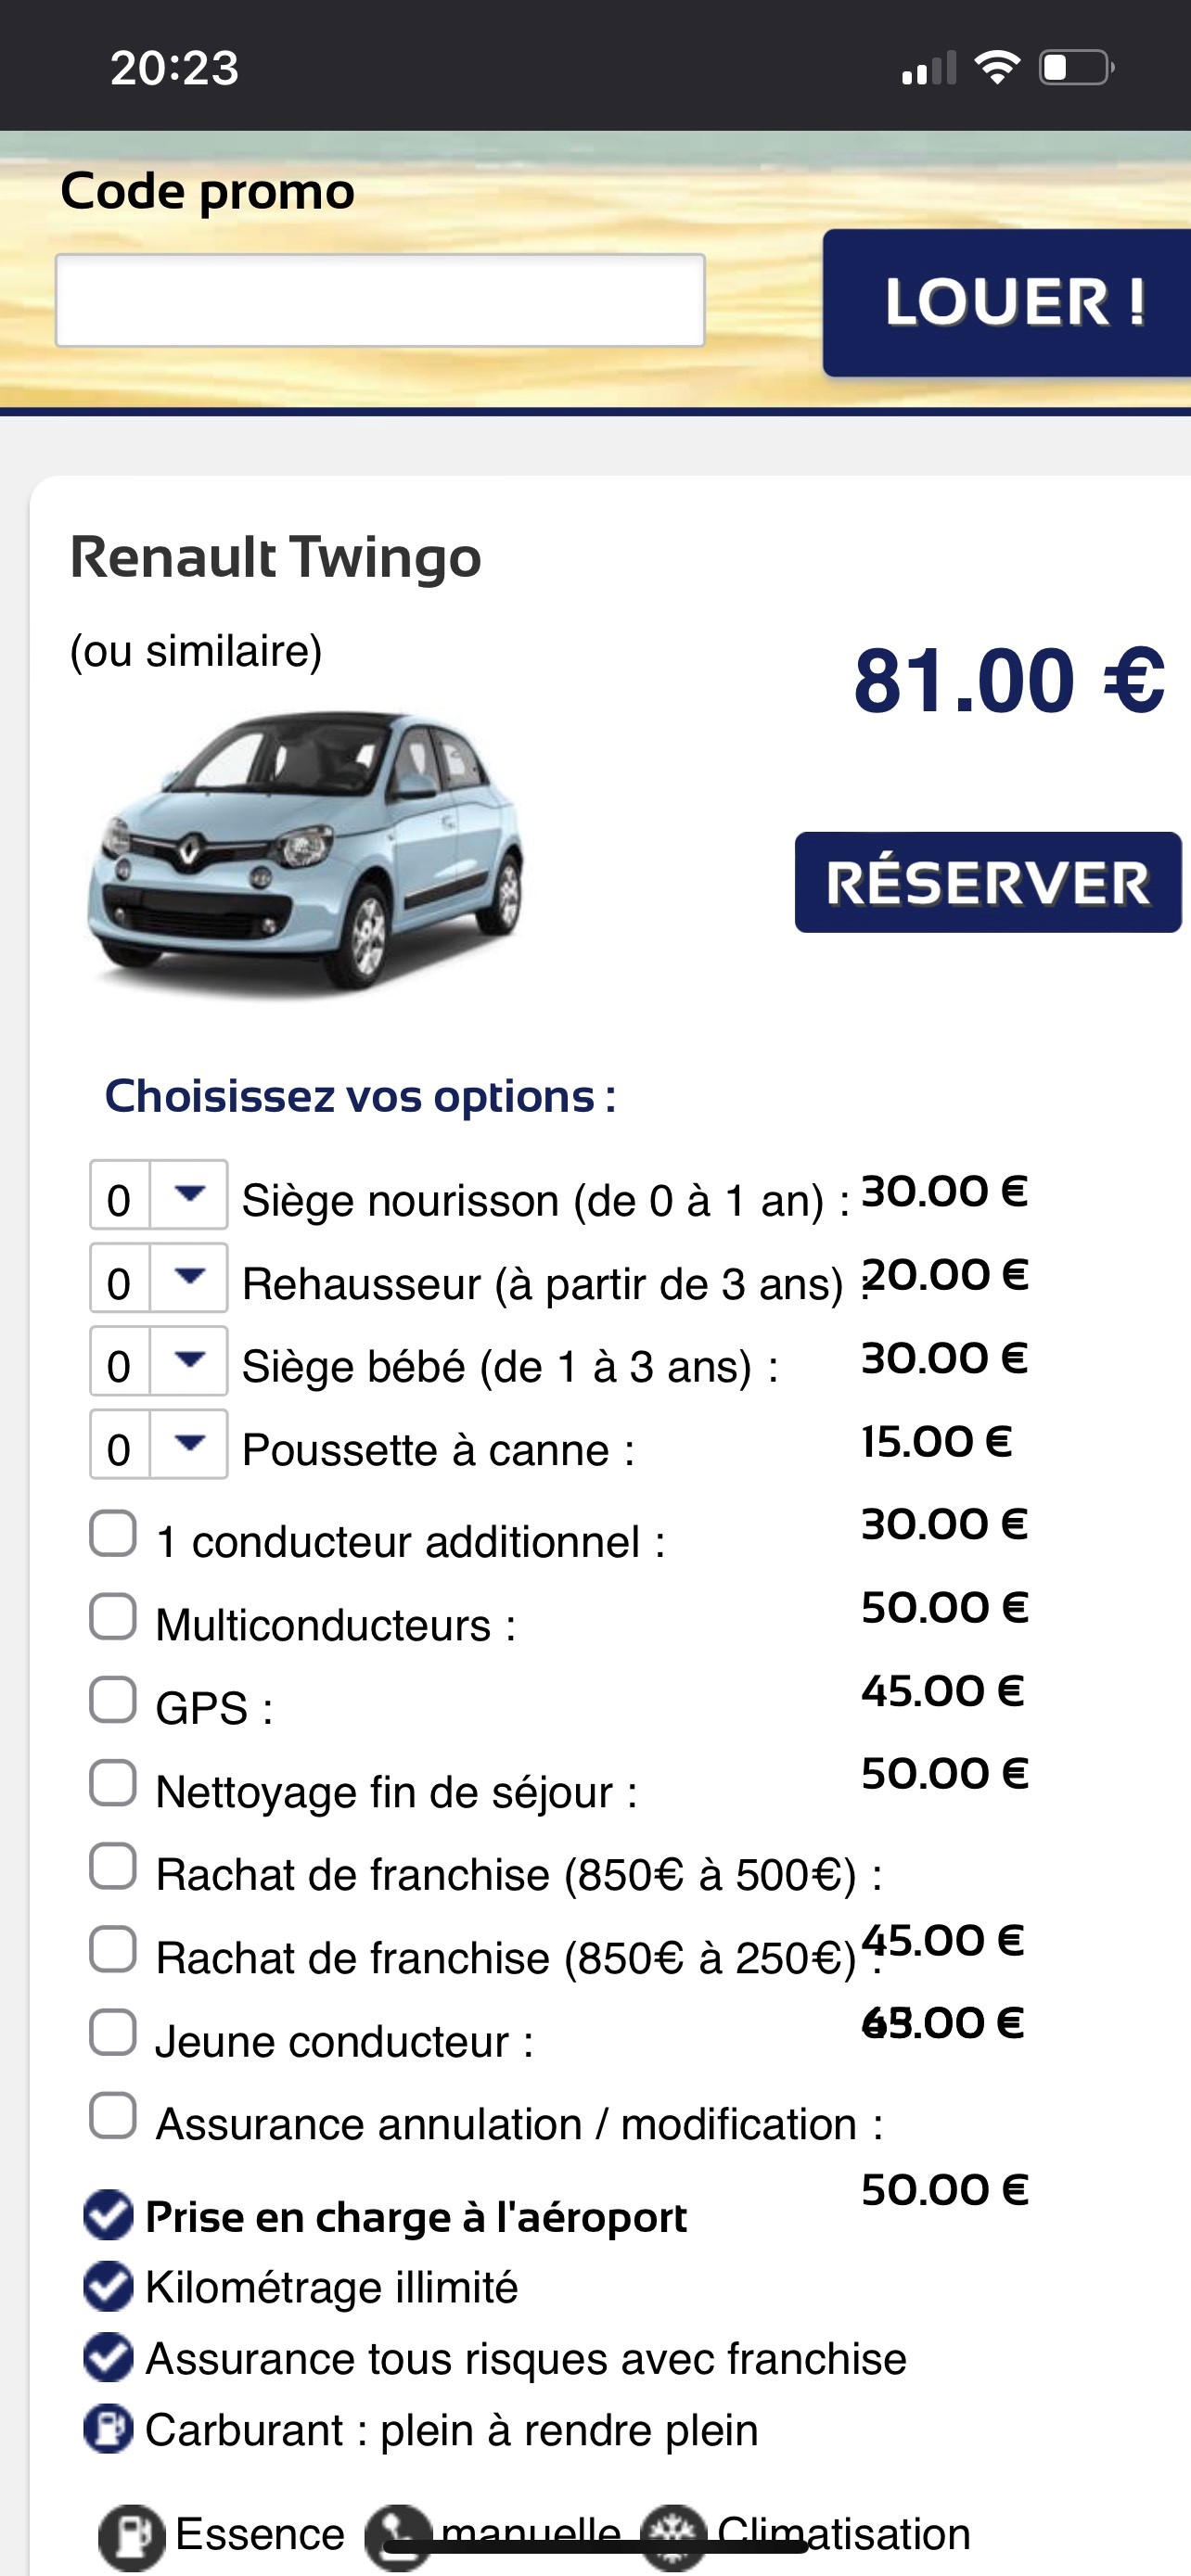 20:23
Code promo
LOUER !
Renault Twingo
(ou similaire)
81.00 €
RÉSERVER
Choisissez vos options :
0 Siège nourisson (de 0 à 1 an) : 30.00 €
0 Rehausseur (à partir de 3 ans) : 20.00 €
0 Siège bébé (de 1 à 3 ans) : 30.00 €
0 Poussette à canne : 15.00 €
1 conducteur additionnel : 30.00 €
Multiconducteurs : 50.00 €
GPS : 45.00 €
Nettoyage fin de séjour : 50.00 €
Rachat de franchise (850€ à 500€) :
Rachat de franchise (850€ à 250€) : 45.00 €
Jeune conducteur :
Assurance annulation / modification :
50.00 €
Prise en charge à l'aéroport
Kilométrage illimité
Assurance tous risques avec franchise
Carburant : plein à rendre plein
Essence manuelle Climatisation